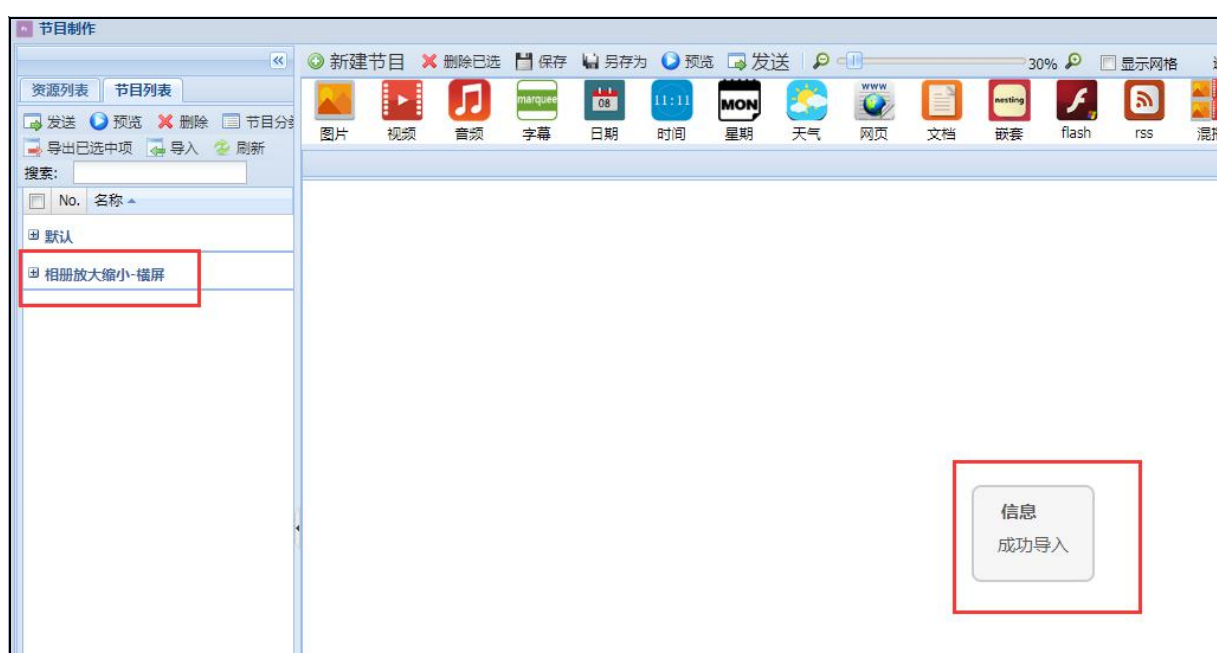 节目制作
新建节目 删除已选 保存 另存为 预览 发送 30% 显示网格
资源列表 节目列表
marquee 08 11:11 MON WWW nesting
图片 视频 音频 字幕 日期 时间 星期 天气 网页 文档 嵌套 flash rss
发送 预览 删除 节目分
导出已选中项 导入 刷新
搜索:
No. 名称
默认
相册放大缩小-横屏
信息
成功导入